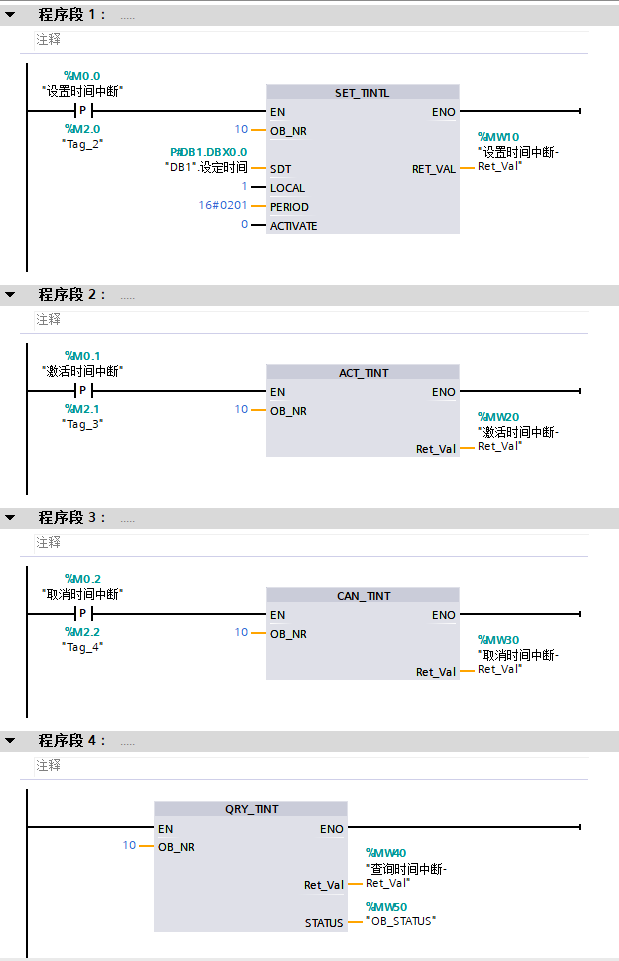 程序段 1： .....
注释
%M0.0
"设置时间中断"
P
%M2.0
"Tag_2"
SET_TINTL
EN
ENO
10
OB_NR
%MW10
"设置时间中断-
Ret_Val"
P#DB1.DBX0.0
"DB1".设定时间
SDT
RET_VAL
1
LOCAL
16#0201
PERIOD
0
ACTIVATE
程序段 2： .....
注释
%M0.1
"激活时间中断"
P
%M2.1
"Tag_3"
ACT_TINT
EN
ENO
10
OB_NR
%MW20
"激活时间中断-
Ret_Val"
Ret_Val
程序段 3： .....
注释
%M0.2
"取消时间中断"
P
%M2.2
"Tag_4"
CAN_TINT
EN
ENO
10
OB_NR
%MW30
"取消时间中断-
Ret_Val"
Ret_Val
程序段 4： .....
注释
QRY_TINT
EN
ENO
10
OB_NR
%MW40
"查询时间中断-
Ret_Val"
Ret_Val
%MW50
"OB_STATUS"
STATUS